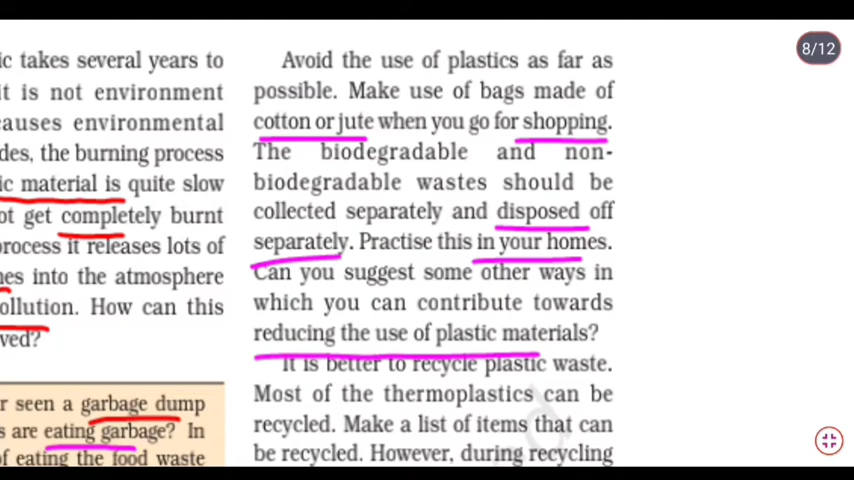 ic takes several years to
it is not environment
causes environmental
des, the burning process
ic material is quite slow
ot get completely burnt
process it releases lots of
es into the atmosphere
ollution. How can this
ved?
r seen a garbage dump
s are eating garbage? In
of eating the food waste
Avoid the use of plastics as far as
possible. Make use of bags made of
cotton or jute when you go for shopping.
The biodegradable and non-
biodegradable wastes should be
collected separately and disposed off
separately. Practise this in your homes.
Can you suggest some other ways in
which you can contribute towards
reducing the use of plastic materials?
It is better to recycle plastic waste.
Most of the thermoplastics can be
recycled. Make a list of items that can
be recycled. However, during recycling
8/12